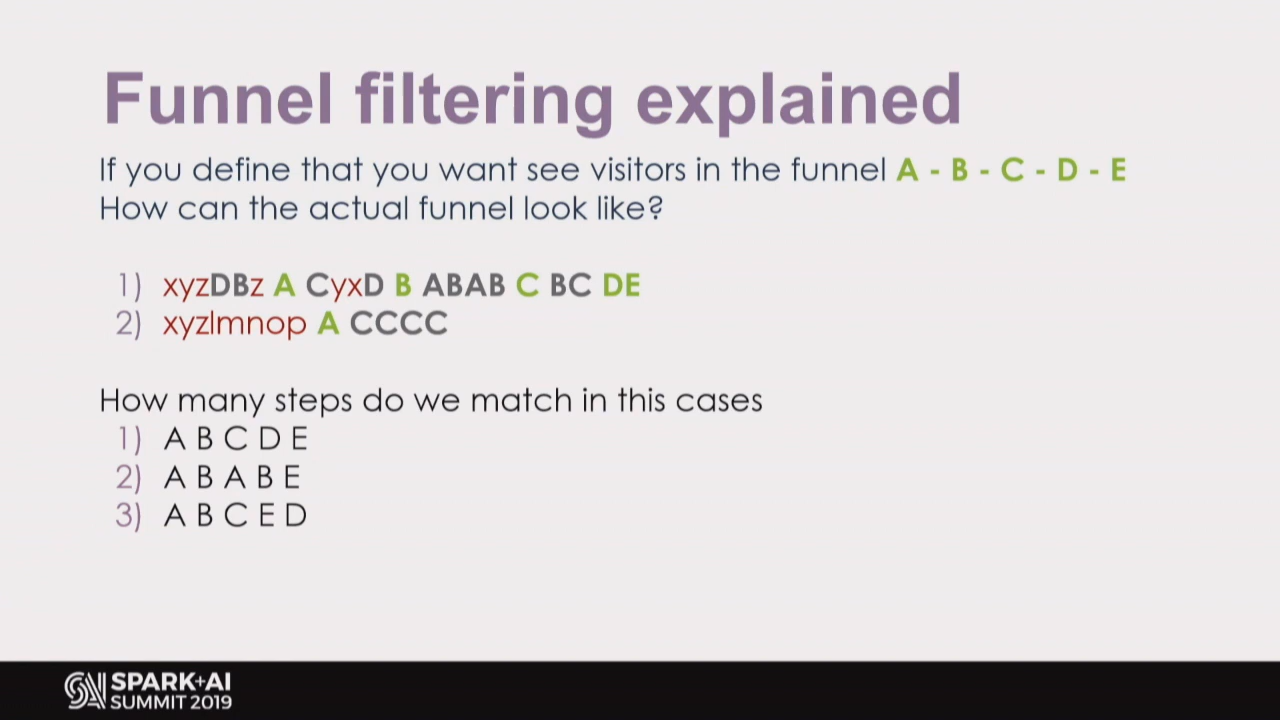 Funnel filtering explained
If you define that you want see visitors in the funnel A - B - C - D - E
How can the actual funnel look like?
1) xyzDBz A CyxD B ABAB C BC DE
2) xyzlmnop A CCCC
How many steps do we match in this cases
1) A B C D E
2) A B A B E
3) A B C E D
SPARK+AI
SUMMIT 2019